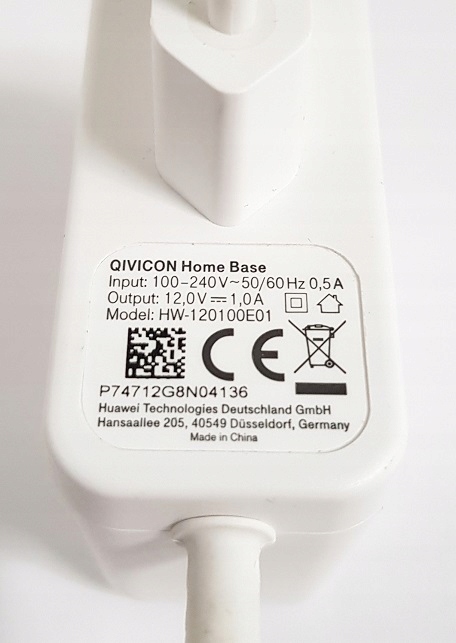 QIVICON Home Base
Input: 100-240V~50/60Hz 0,5A
Output: 12,0V⎓1,0A
Model: HW-120100E01
CE
P74712G8N04136
Huawei Technologies Deutschland GmbH
Hansaallee 205, 40549 Düsseldorf, Germany
Made in China